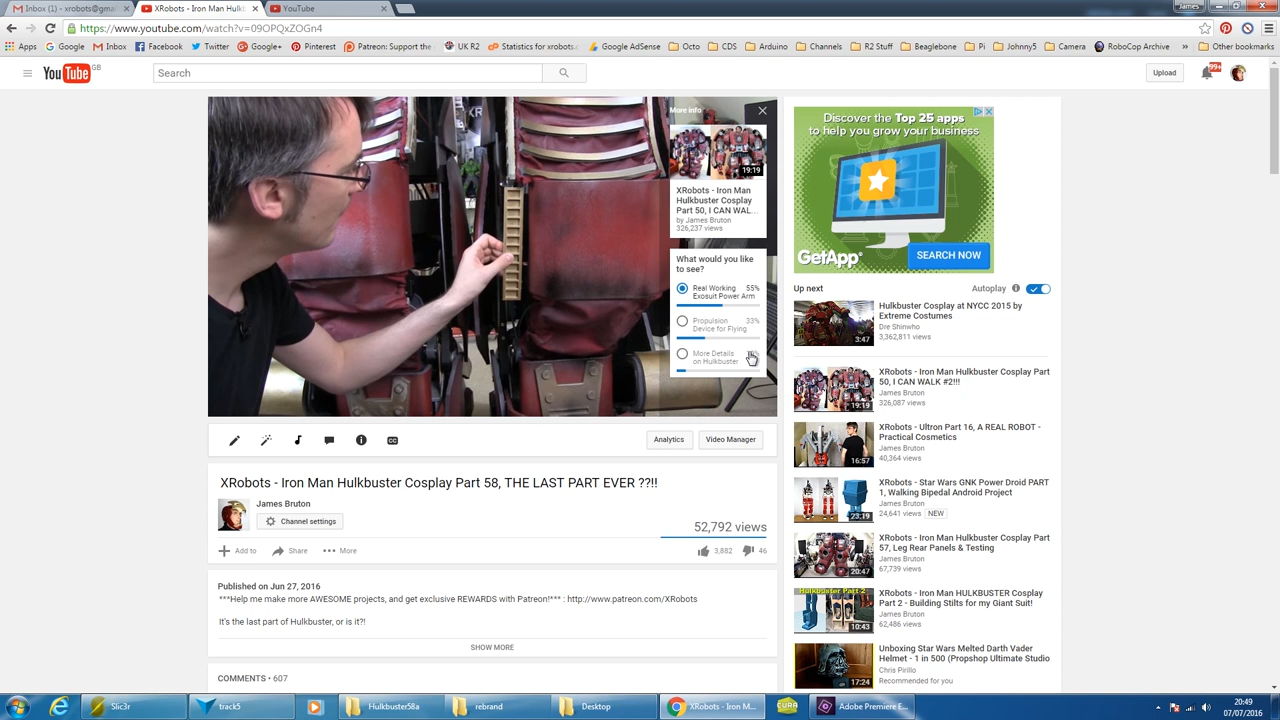 Inbox (1) - xrobots@gma
XRobots - Iron Man Hulkb
YouTube
James
https://www.youtube.com/watch?v=09OPQxZOGn4
Apps
Google
Inbox
Facebook
Twitter
Google+
Pinterest
Patreon: Support the
UK R2
Statistics for xrobots.c
Google AdSense
Octo
CDS
Arduino
Channels
R2 Stuff
Beaglebone
Pi
Johnny5
Camera
RoboCop Archive
»
Other bookmarks
YouTube GB
Search
Upload
99+
More info
19:19
XRobots - Iron Man
Hulkbuster Cosplay
Part 50, I CAN WAL...
by James Bruton
326,237 views
What would you like
to see?
Real Working 55%
Exosuit Power Arm
Propulsion 33%
Device for Flying
More Details
on Hulkbuster
Discover the Top 25 apps
to help you grow your business
GetApp
SEARCH NOW
Up next
Autoplay
Hulkbuster Cosplay at NYCC 2015 by
Extreme Costumes
Dre Shinwho
3,362,811 views
3:47
XRobots - Iron Man Hulkbuster Cosplay Part
50, I CAN WALK #2!!!
James Bruton
326,087 views
19:19
XRobots - Ultron Part 16, A REAL ROBOT -
Practical Cosmetics
James Bruton
40,364 views
16:57
XRobots - Star Wars GNK Power Droid PART
1, Walking Bipedal Android Project
James Bruton
24,641 views NEW
23:19
XRobots - Iron Man Hulkbuster Cosplay Part
57, Leg Rear Panels & Testing
James Bruton
67,739 views
20:47
Hulkbuster Part 2
XRobots - Iron Man HULKBUSTER Cosplay
Part 2 - Building Stilts for my Giant Suit!
James Bruton
62,486 views
10:43
Unboxing Star Wars Melted Darth Vader
Helmet - 1 in 500 (Propshop Ultimate Studio
Chris Pirillo
Recommended for you
17:24
CC
Analytics
Video Manager
XRobots - Iron Man Hulkbuster Cosplay Part 58, THE LAST PART EVER ??!!
James Bruton
Channel settings
52,792 views
Add to
Share
More
3,882
46
Published on Jun 27, 2016
***Help me make more AWESOME projects, and get exclusive REWARDS with Patreon!*** : http://www.patreon.com/XRobots
It's the last part of Hulkbuster, or is it?!
SHOW MORE
COMMENTS • 607
Slic3r
track5
Hulkbuster58a
rebrand
Desktop
XRobots - Iron M...
CURA
Adobe Premiere E...
20:49
07/07/2016